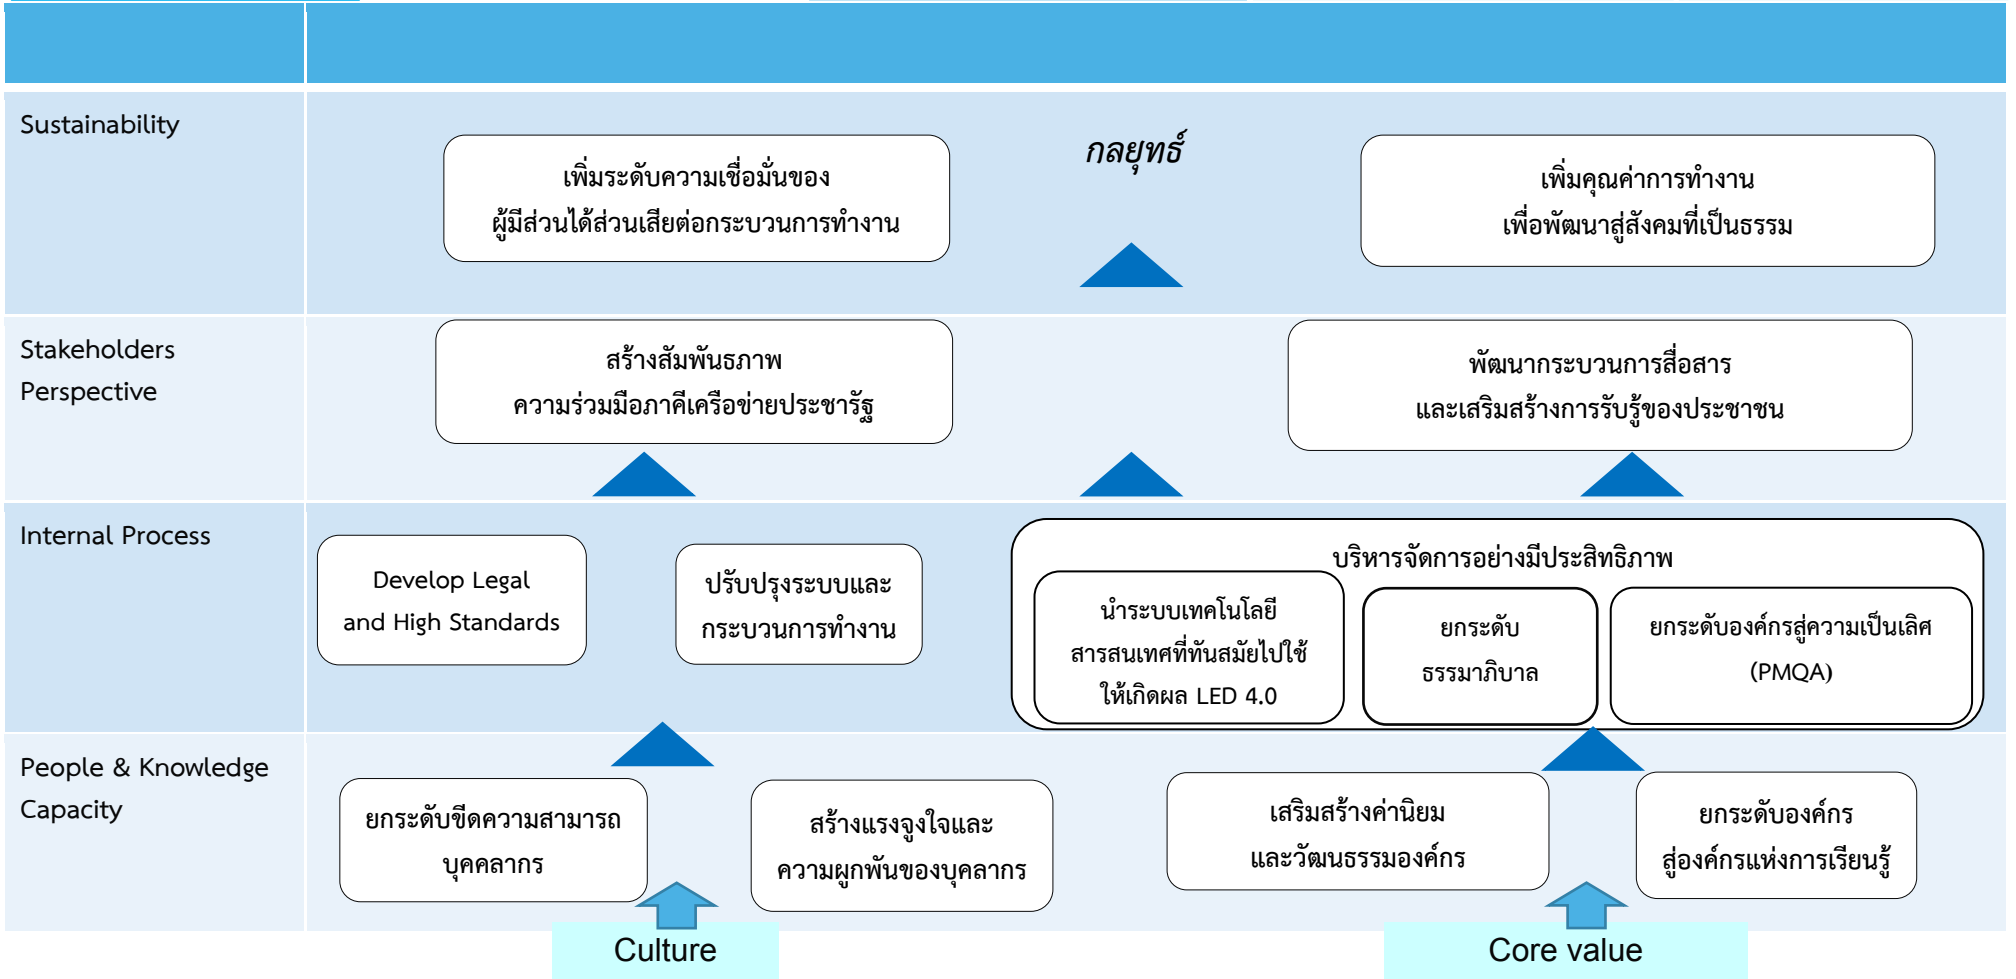 Sustainability
กลยุทธ์
เพิ่มระดับความเชื่อมั่นของ
ผู้มีส่วนได้ส่วนเสียต่อกระบวนการทำงาน
เพิ่มคุณค่าการทำงาน
เพื่อพัฒนาสู่สังคมที่เป็นธรรม
Stakeholders
Perspective
สร้างสัมพันธภาพ
ความร่วมมือภาคีเครือข่ายประชารัฐ
พัฒนากระบวนการสื่อสาร
และเสริมสร้างการรับรู้ของประชาชน
Internal Process
Develop Legal
and High Standards
ปรับปรุงระบบและ
กระบวนการทำงาน
บริหารจัดการอย่างมีประสิทธิภาพ
นำระบบเทคโนโลยี
สารสนเทศที่ทันสมัยไปใช้
ให้เกิดผล LED 4.0
ยกระดับ
ธรรมาภิบาล
ยกระดับองค์กรสู่ความเป็นเลิศ
(PMQA)
People & Knowledge
Capacity
ยกระดับขีดความสามารถ
บุคคลากร
สร้างแรงจูงใจและ
ความผูกพันของบุคลากร
เสริมสร้างค่านิยม
และวัฒนธรรมองค์กร
ยกระดับองค์กร
สู่องค์กรแห่งการเรียนรู้
Culture
Core value